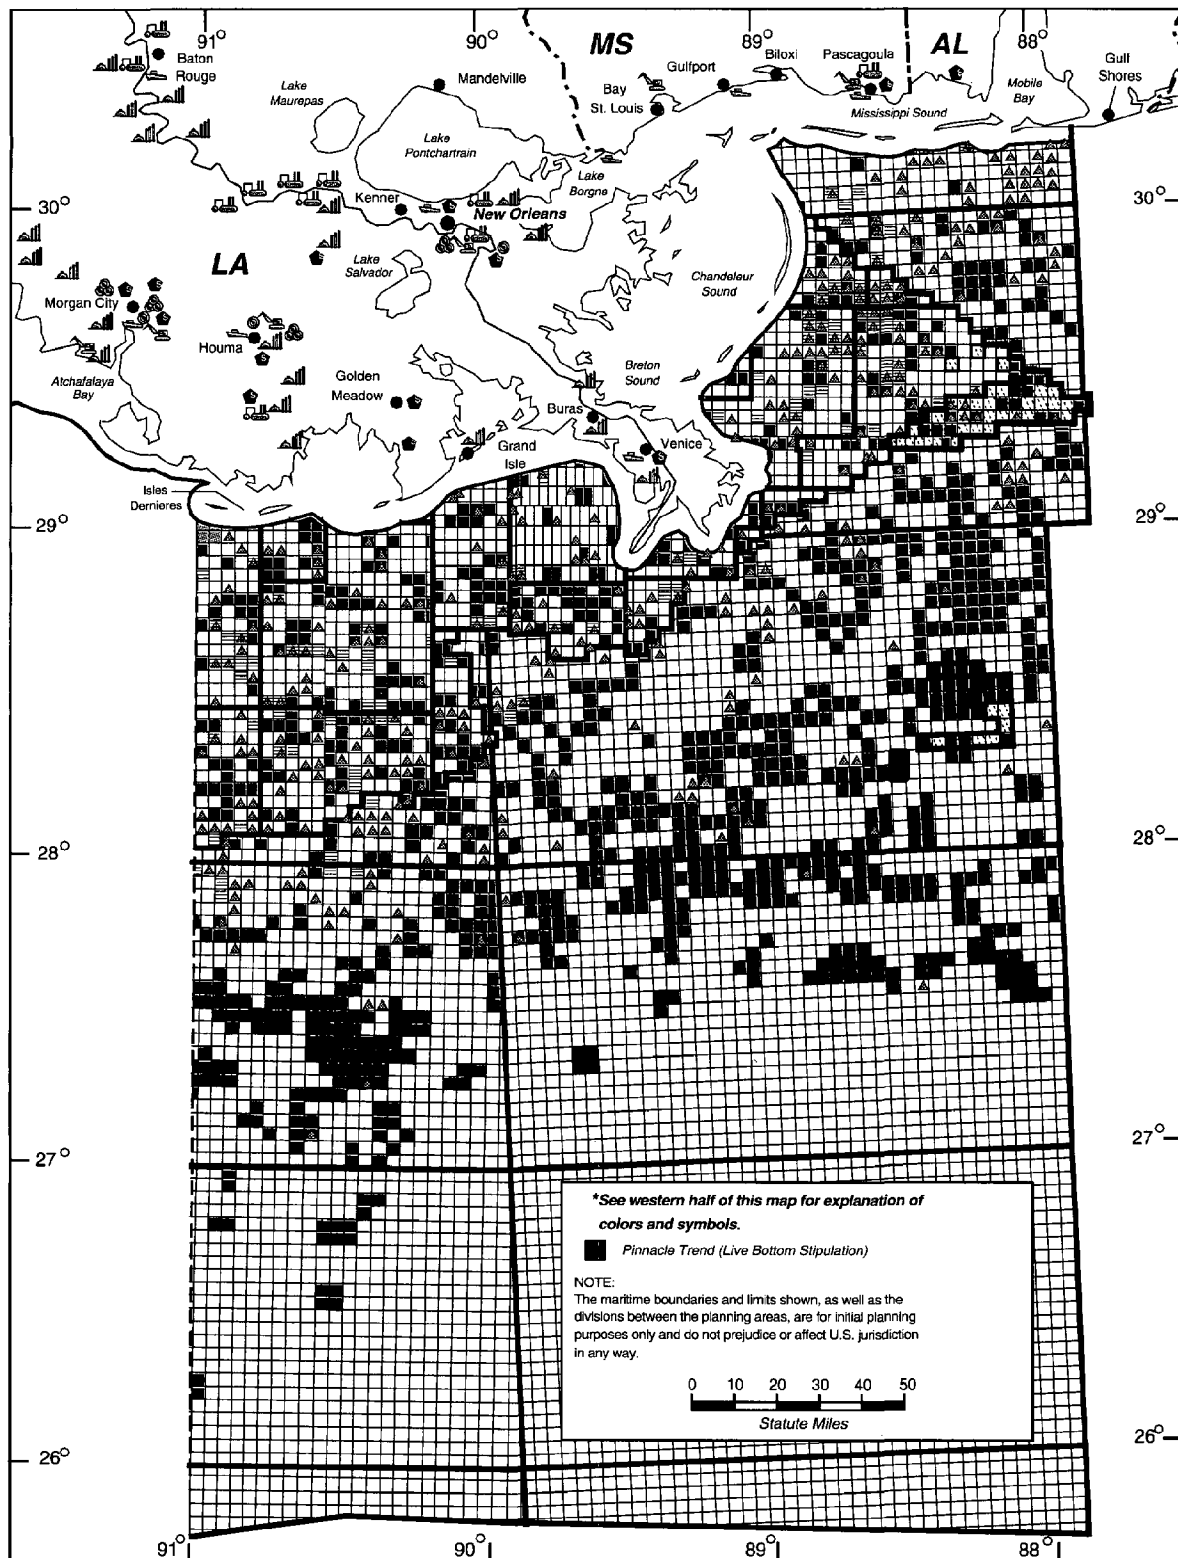 91°
90°
89°
88°
MS
AL
Baton
Rouge
Mandelville
Gulfport
Biloxi
Pascagoula
Gulf
Shores
Lake
Maurepas
Bay
St. Louis
Mobile
Bay
Mississippi Sound
Lake
Pontchartrain
Lake
Borgne
30°
Kenner
New Orleans
30°
LA
Lake
Salvador
Chandeleur
Sound
Morgan City
Houma
Atchafalaya
Bay
Golden
Meadow
Breton
Sound
Buras
Grand
Isle
Venice
Isles
Dernieres
29°
29°
28°
28°
27°
27°
*See western half of this map for explanation of
colors and symbols.
Pinnacle Trend (Live Bottom Stipulation)
NOTE:
The maritime boundaries and limits shown, as well as the
divisions between the planning areas, are for initial planning
purposes only and do not prejudice or affect U.S. jurisdiction
in any way.
0 10 20 30 40 50
Statute Miles
26°
26°
91°
90°
89°
88°